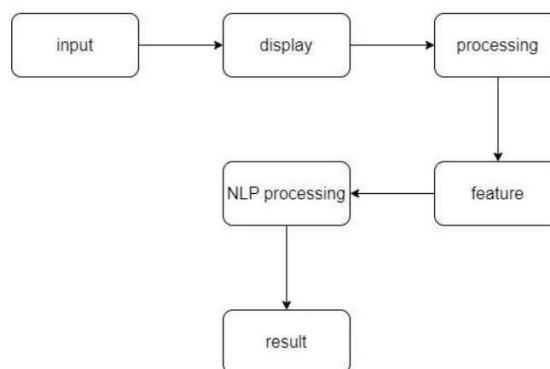 input
display
processing
feature
NLP processing
result